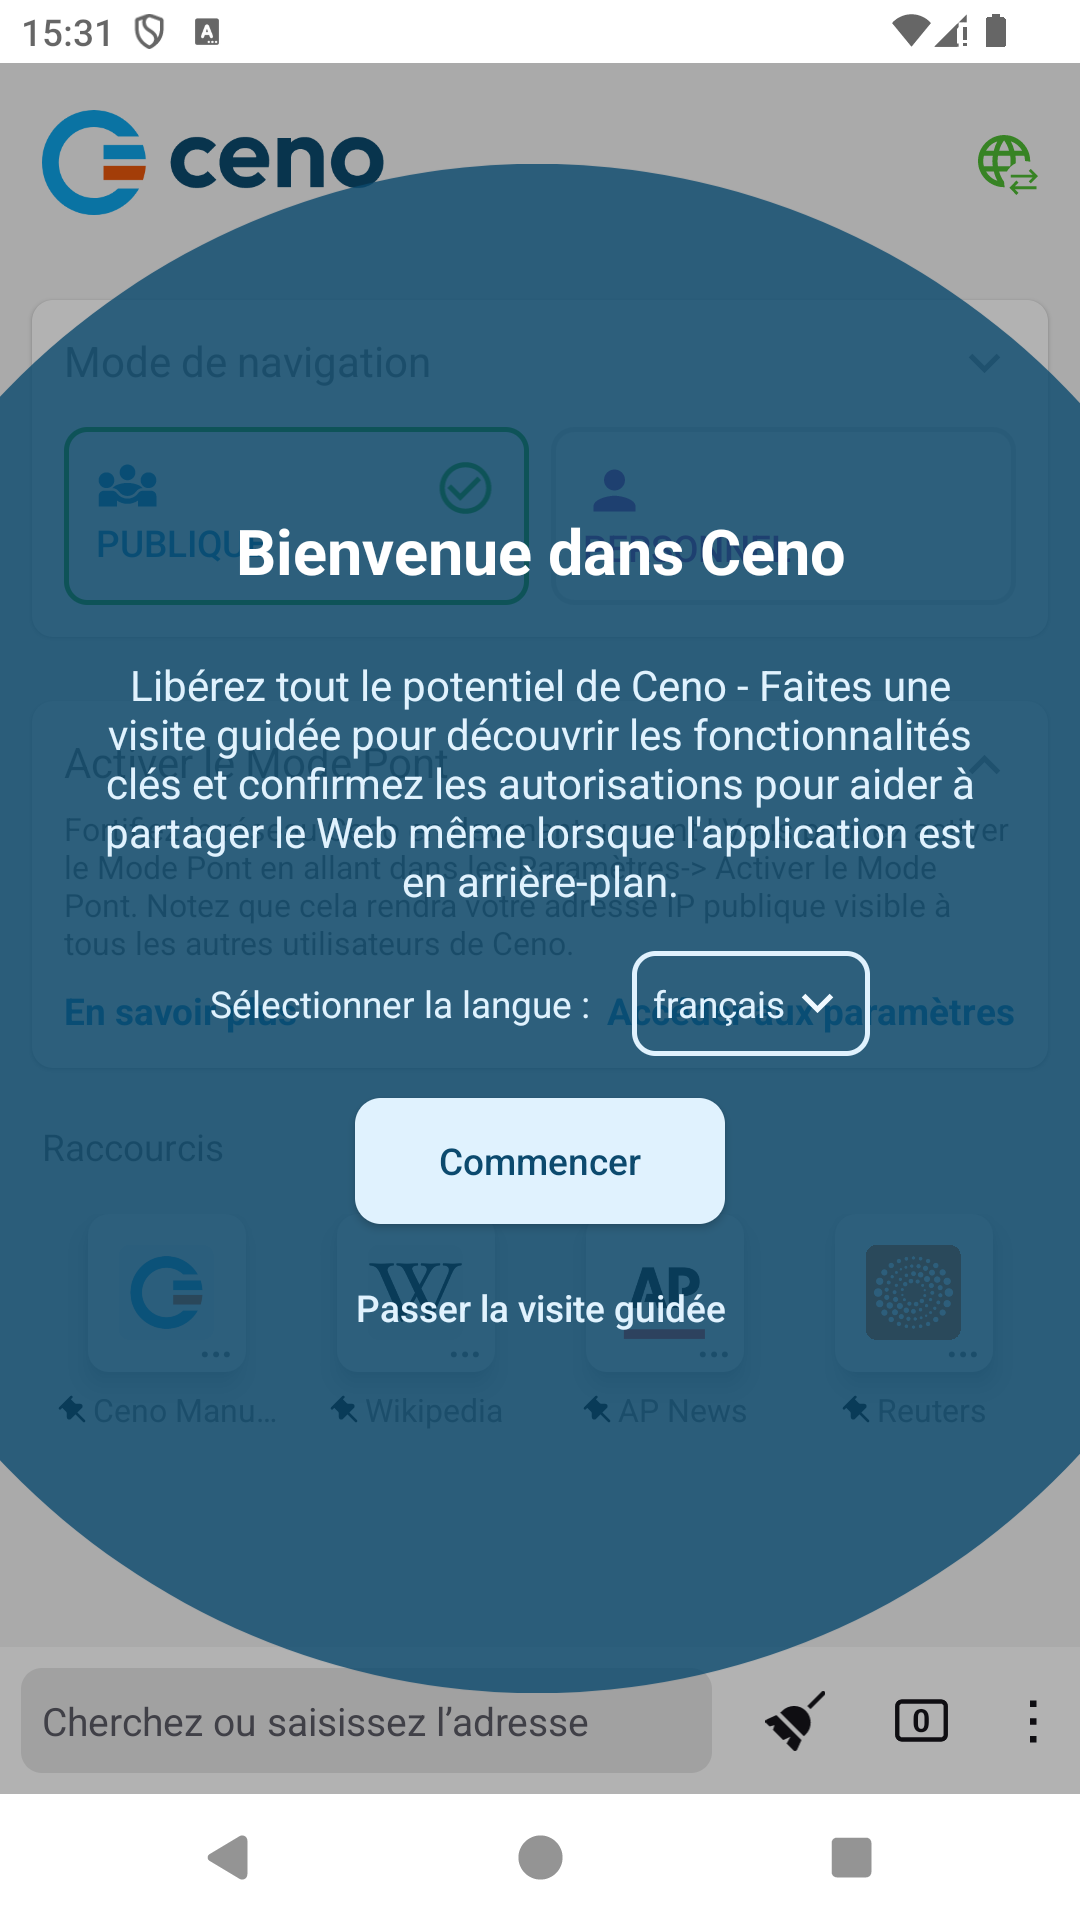 15:31
ceno
Mode de navigation
PUBLIQUE
PERSONNEL
Bienvenue dans Ceno
Libérez tout le potentiel de Ceno - Faites une
visite guidée pour découvrir les fonctionnalités
clés et confirmez les autorisations pour aider à
partager le Web même lorsque l'application est
en arrière-plan.
Activer le Mode Pont
le Mode Pont en allant dans les Paramètres-> Activer le Mode
Pont. Notez que cela rendra votre adresse IP publique visible à
tous les autres utilisateurs de Ceno.
Sélectionner la langue :
français
En savoir plus
Accéder aux paramètres
Commencer
Raccourcis
Passer la visite guidée
W
AP
Ceno Manu...
Wikipedia
AP News
Reuters
Cherchez ou saisissez l’adresse
0